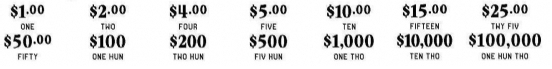 $1.00 $2.00 $4.00 $5.00 $10.00 $15.00 $25.00
ONE TWO FOUR FIVE TEN FIFTEEN THY FIV
$50.00 $100 $200 $500 $1,000 $10,000 $100,000
FIFTY ONE HUN TWO HUN FIV HUN ONE THO TEN THO ONE HUN THO